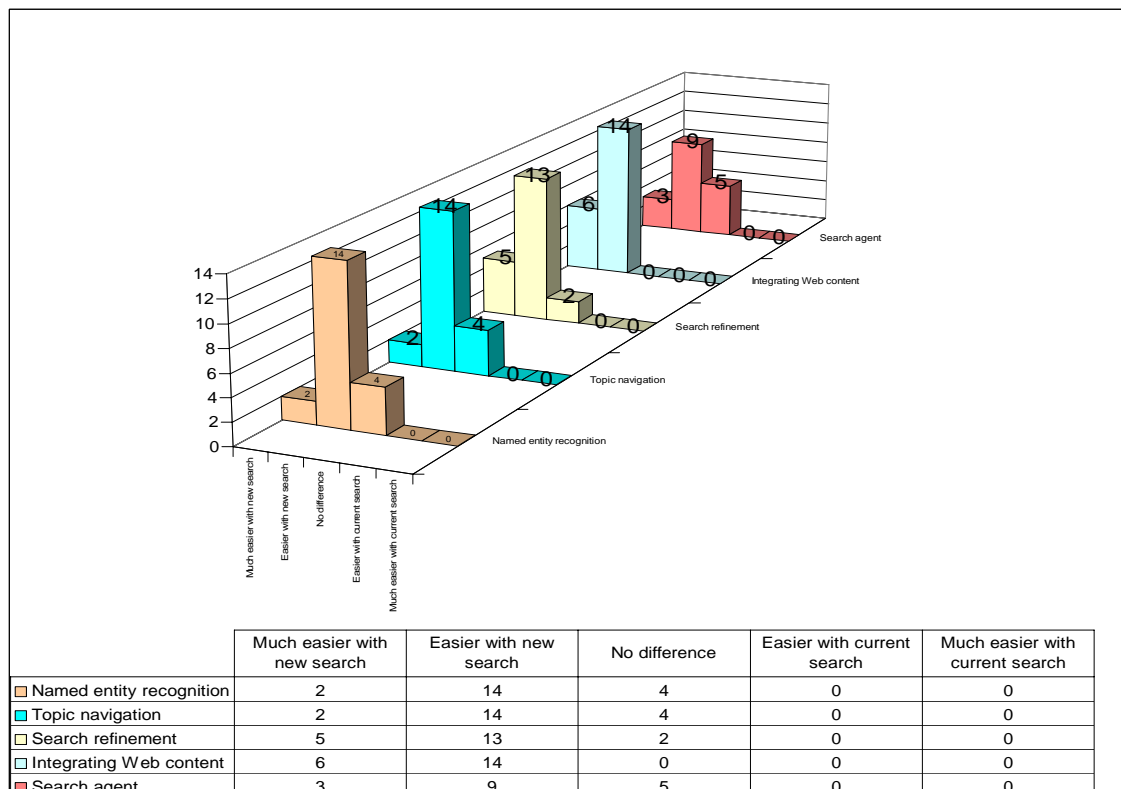 14
9
13
6
3
5
14
5
0
0
Search agent
2
0
0
0
Integrating Web content
14
0
0
Search refinement
2
4
0
0
Topic navigation
2
4
0
0
Named entity recognition
14
12
10
8
6
4
2
0
Much easier with new search
Easier with new search
No difference
Easier with current search
Much easier with current search
Much easier with
new search
Easier with new
search
No difference
Easier with current
search
Much easier with
current search
Named entity recognition 2 14 4 0 0
Topic navigation 2 14 4 0 0
Search refinement 5 13 2 0 0
Integrating Web content 6 14 0 0 0
Search agent 3 9 5 0 0